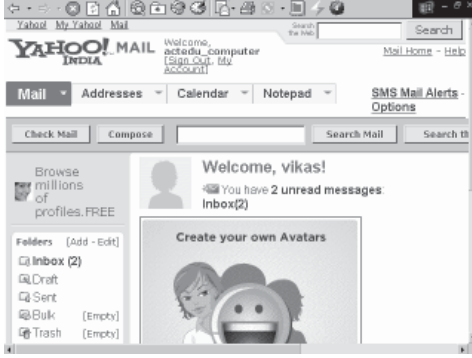 Yahoo! My Yahoo! Mail
Search the Web Search
YAHOO! MAIL
INDIA
Welcome,
actedu_computer
[Sign Out, My
Account]
Mail Home - Help
Mail Addresses Calendar Notepad
SMS Mail Alerts -
Options
Check Mail Compose Search Mail Search th
Browse
millions
of
profiles.FREE
Welcome, vikas!
You have 2 unread messages:
Inbox(2)
Folders [Add - Edit]
Inbox (2)
Draft
Sent
Bulk [Empty]
Trash [Empty]
Create your own Avatars